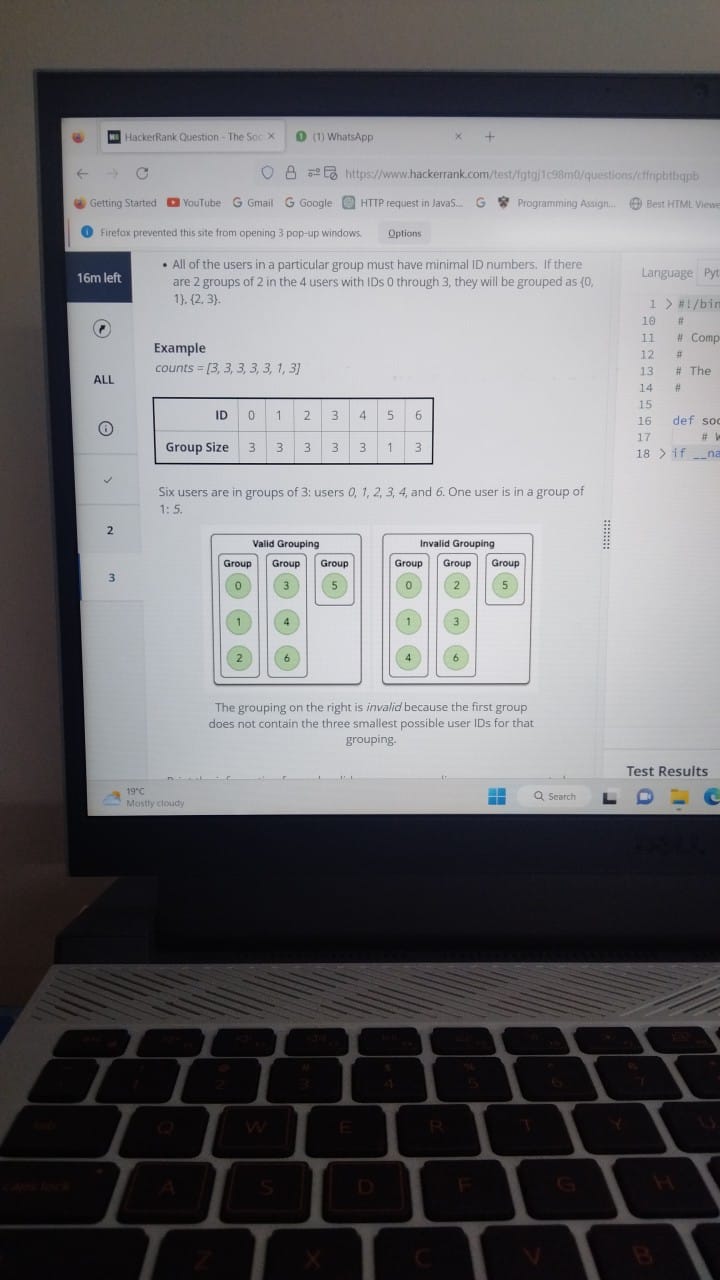 HackerRank Question - The Soc
(1) WhatsApp
https://www.hackerrank.com/test/fgtgj1c98m0/questions/cffnpbtbqpb
Getting Started YouTube Gmail Google HTTP request in JavaS... Programming Assign... Best HTML Viewe
Firefox prevented this site from opening 3 pop-up windows. Options
16m left
ALL
2
3
• All of the users in a particular group must have minimal ID numbers. If there
are 2 groups of 2 in the 4 users with IDs 0 through 3, they will be grouped as {0,
1}, {2, 3}.
Example
counts = [3, 3, 3, 3, 3, 1, 3]
ID 0 1 2 3 4 5 6
Group Size 3 3 3 3 3 1 3
Six users are in groups of 3: users 0, 1, 2, 3, 4, and 6. One user is in a group of
1: 5.
Valid Grouping
Group Group Group
0 3 5
1 4
2 6
Invalid Grouping
Group Group Group
0 2 5
1 3
4 6
The grouping on the right is invalid because the first group
does not contain the three smallest possible user IDs for that
grouping.
Language Pyt
1 > #!/bin
10 #
11 # Comp
12 #
13 # The
14 #
15
16 def soc
17 # W
18 > if __na
Test Results
19°C
Mostly cloudy
Search
1 2 3 4 5 6 7
Q W E R T Y U
caps lock A S D F G H
Z X C V B